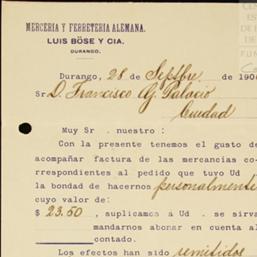 MERCERIA Y FERRETERIA ALEMANA.
LUIS BÖSE Y CIA.
DURANGO.
Durango, 28 de Septbre. de 190
Sr D. Francisco G. Palacio
Ciudad
Muy Sr. nuestro:
Con la presente tenemos el gusto de
acompañar factura de las mercancías co-
rrespondientes al pedido que tuvo Ud
la bondad de hacernos personalmente
cuyo valor de:
$ 23.50, suplicamos á Ud. se sirva
mandarnos abonar en cuenta al
contado.
Los efectos han sido remitidos